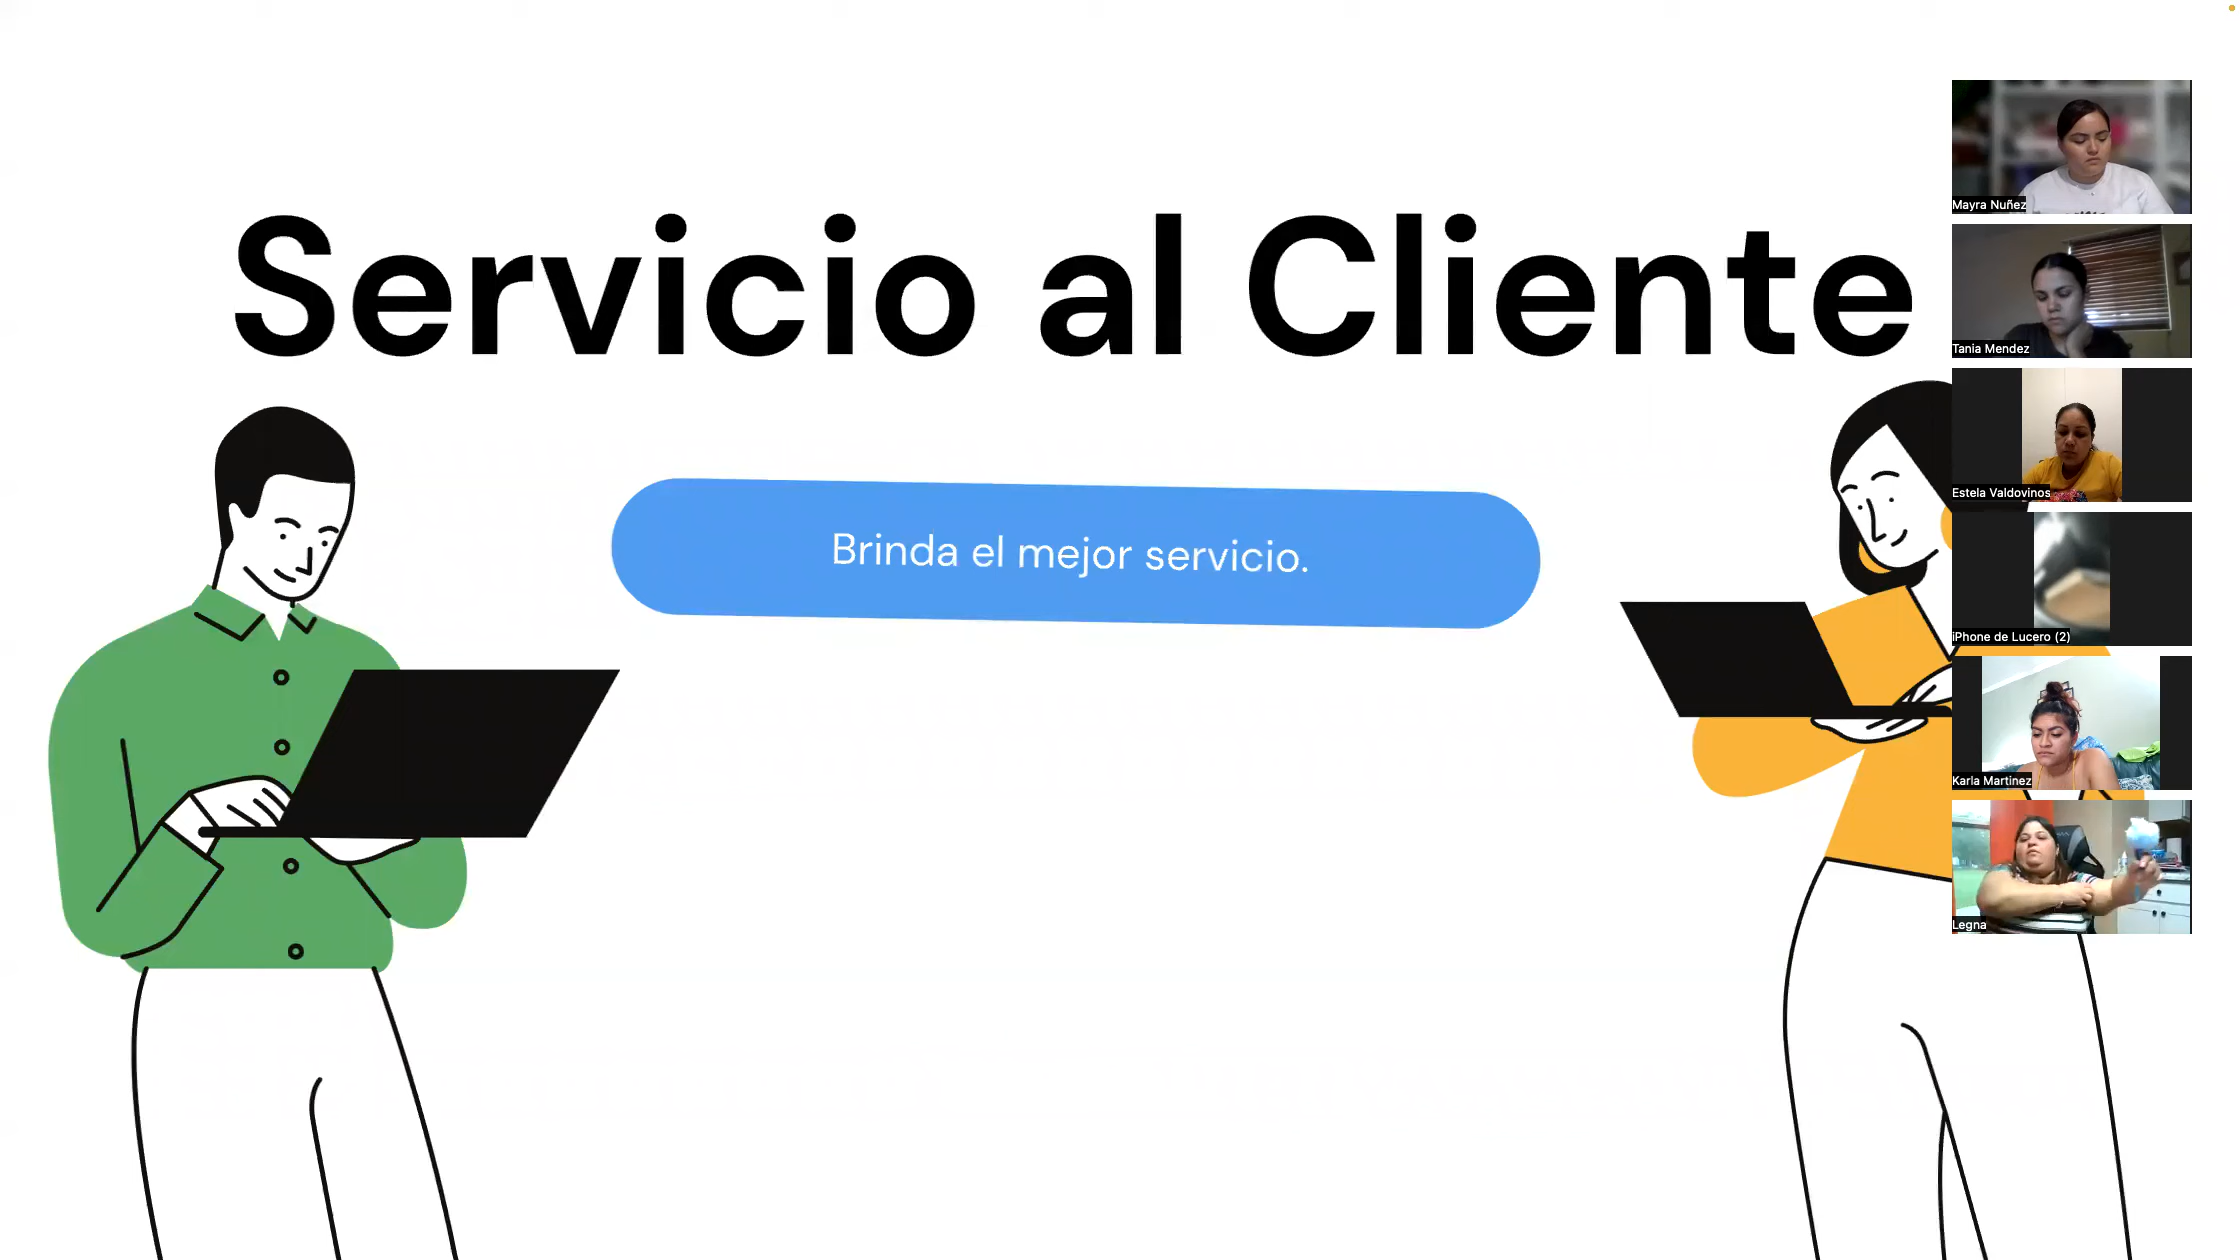 Servicio al Cliente
Brinda el mejor servicio.
Mayra Nuñez
Tania Mendez
Estela Valdovinos
iPhone de Lucero (2)
Karla Martinez
Legna